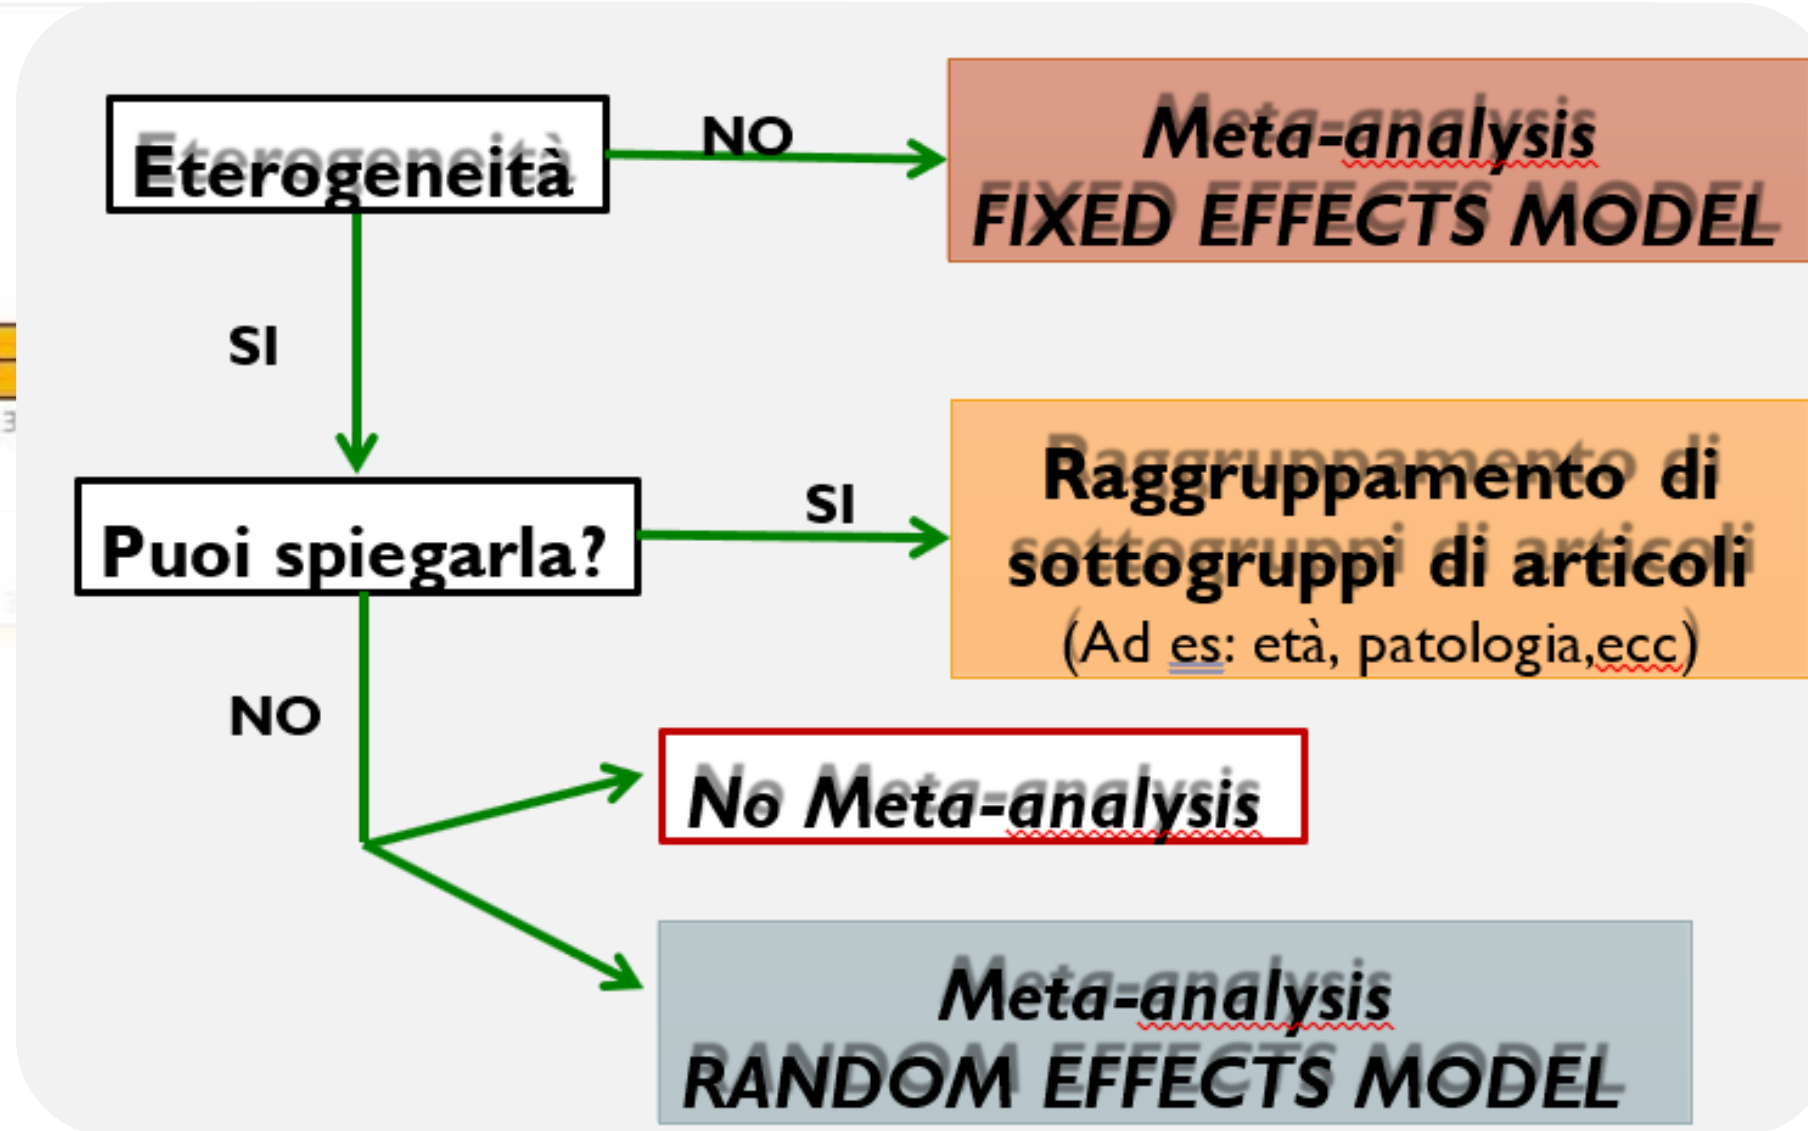 Eterogeneità
NO
Meta-analysis
FIXED EFFECTS MODEL
SI
Puoi spiegarla?
SI
Raggruppamento di
sottogruppi di articoli
(Ad es: età, patologia,ecc)
NO
No Meta-analysis
Meta-analysis
RANDOM EFFECTS MODEL